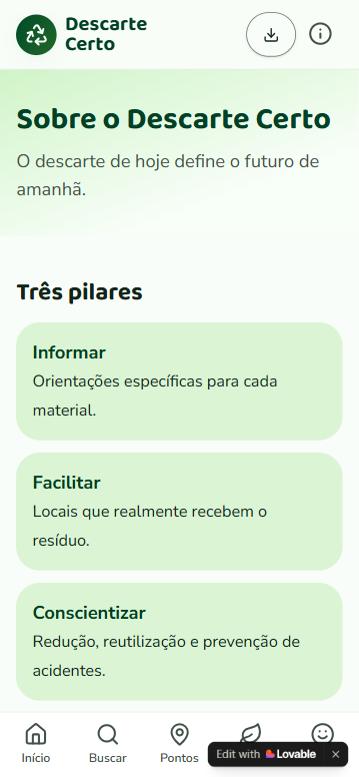 Descarte
Certo
Sobre o Descarte Certo
O descarte de hoje define o futuro de
amanhã.
Três pilares
Informar
Orientações específicas para cada
material.
Facilitar
Locais que realmente recebem o
resíduo.
Conscientizar
Redução, reutilização e prevenção de
acidentes.
Início
Buscar
Pontos
Edit with Lovable ×